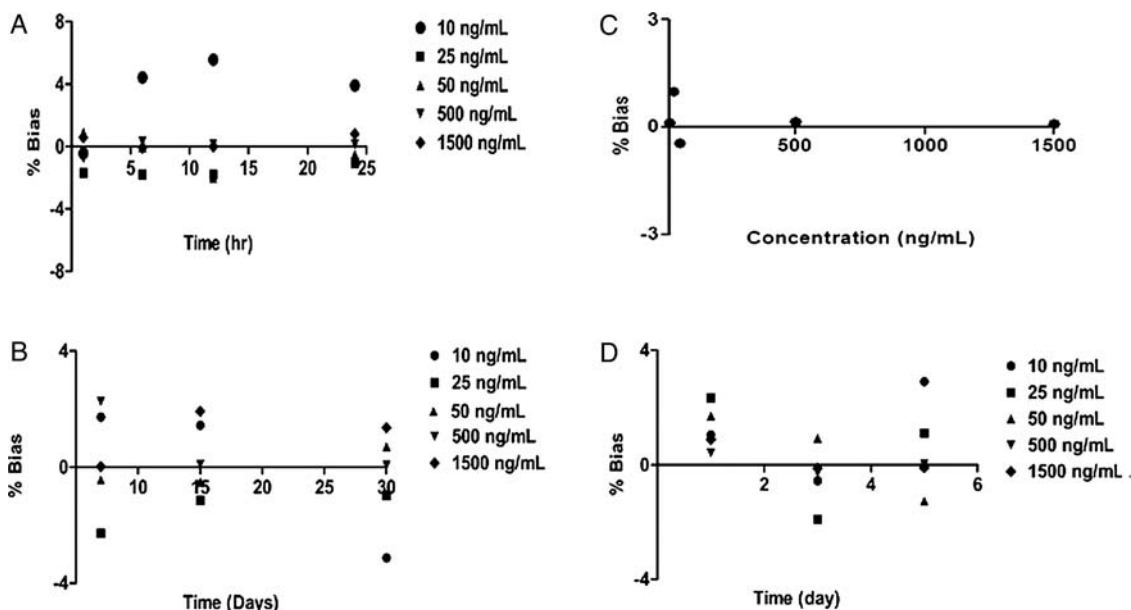 A
8
4
0
-4
-8
% Bias
5
10
15
20
25
Time (hr)
10 ng/mL
25 ng/mL
50 ng/mL
500 ng/mL
1500 ng/mL
C
3
0
-3
% Bias
500
1000
1500
Concentration (ng/mL)
B
4
0
-4
% Bias
10
15
20
25
30
Time (Days)
10 ng/mL
25 ng/mL
50 ng/mL
500 ng/mL
1500 ng/mL
D
4
0
-4
% Bias
2
4
6
Time (day)
10 ng/mL
25 ng/mL
50 ng/mL
500 ng/mL
1500 ng/mL .